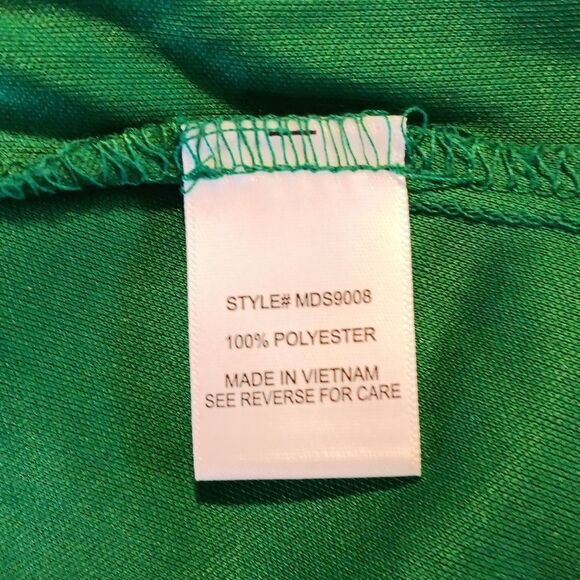 STYLE# MDS9008
100% POLYESTER
MADE IN VIETNAM
SEE REVERSE FOR CARE